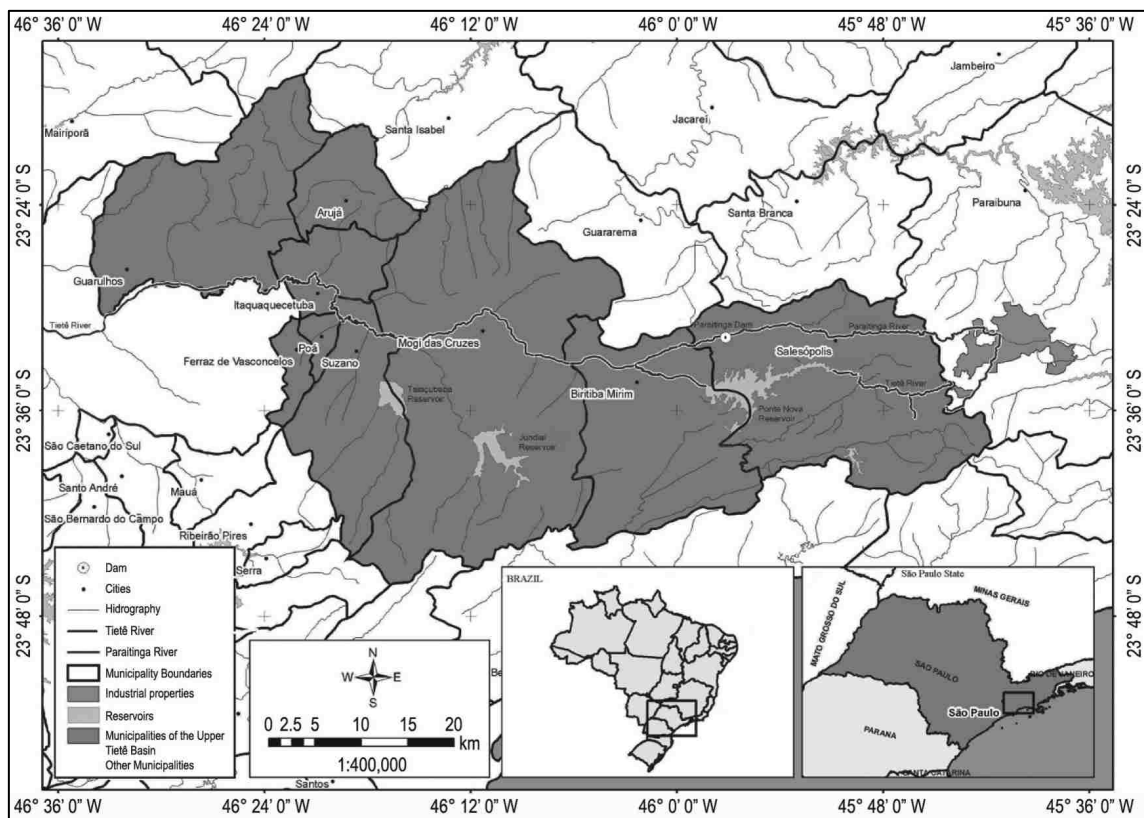 46° 36' 0" W
46° 24' 0" W
46° 12' 0" W
46° 0' 0" W
45° 48' 0" W
45° 36' 0" W
Jambeiro
Mairiporã
Santa Isabel
Jacareí
23° 24' 0" S
23° 24' 0" S
Arujá
Santa Branca
Paraibuna
Guararema
Guarulhos
Itaquaquecetuba
Tietê River
Paraitinga Dam
Paraitinga River
Mogi das Cruzes
Ferraz de Vasconcelos
Poá
Suzano
Salesópolis
Biritiba Mirim
Tietê River
Taiaçubeda
Reservoir
Ponte Nova
Reservoir
23° 36' 0" S
23° 36' 0" S
Jundiaí
Reservoir
São Caetano do Sul
Santo André
Mauá
São Bernardo do Campo
Ribeirão Pires
Serra
Dam
Cities
Hidrography
Tietê River
Paraitinga River
Municipality Boundaries
Industrial properties
Reservoirs
Municipalities of the Upper
Tietê Basin
Other Municipalities
N
W E
S
0 2.5 5 10 15 20
km
1:400,000
Be
Santos
BRAZIL
São Paulo State
MINAS GERAIS
MATO GROSSO DO SUL
SAO PAULO
RIO DE JANEIRO
São Paulo
PARANA
SANTA CATARINA
23° 48' 0" S
23° 48' 0" S
46° 36' 0" W
46° 24' 0" W
46° 12' 0" W
46° 0' 0" W
45° 48' 0" W
45° 36' 0" W